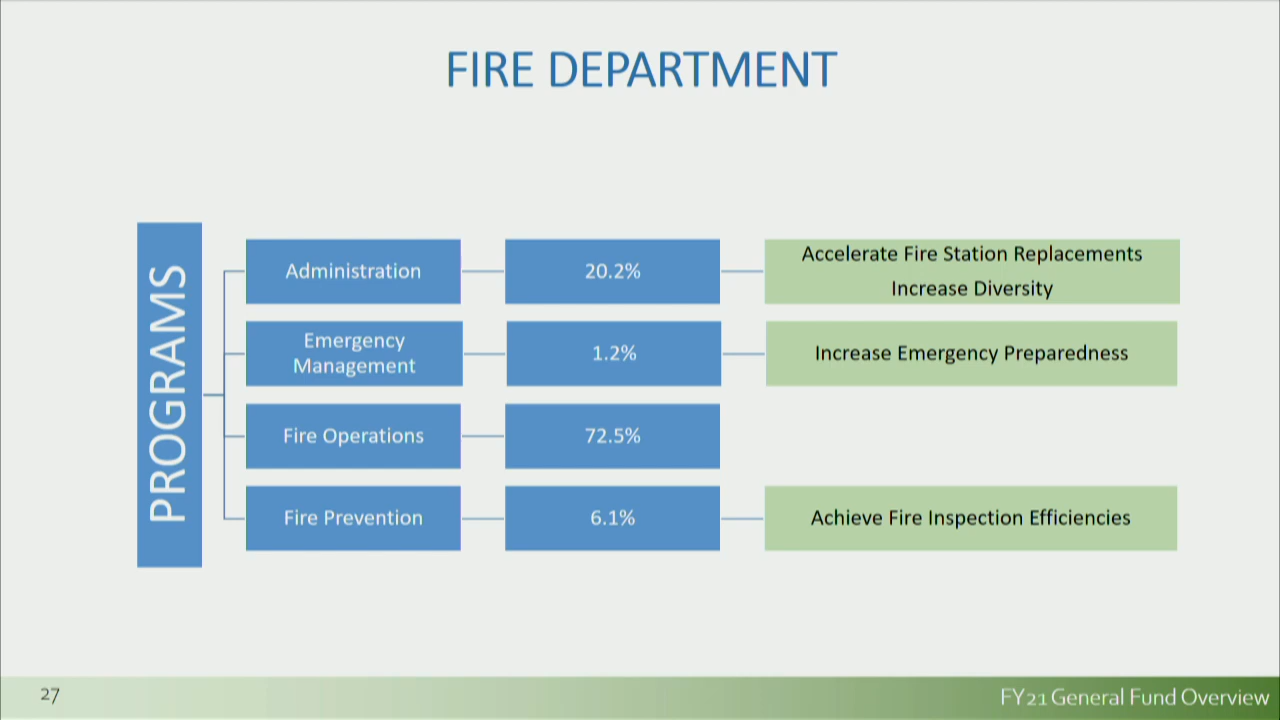 FIRE DEPARTMENT
PROGRAMS
Administration
20.2%
Accelerate Fire Station Replacements
Increase Diversity
Emergency
Management
1.2%
Increase Emergency Preparedness
Fire Operations
72.5%
Fire Prevention
6.1%
Achieve Fire Inspection Efficiencies
27
FY21 General Fund Overview